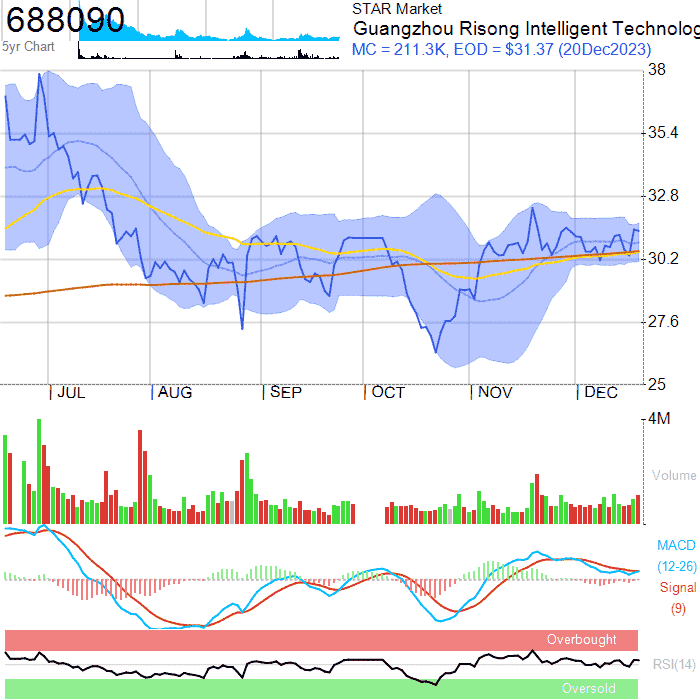 688090
STAR Market
Guangzhou Risong Intelligent Technolog
5yr Chart
MC = 211.3K, EOD = $31.37 (20Dec2023)
38
35.4
32.8
30.2
27.6
25
JUL AUG SEP OCT NOV DEC
4M
Volume
MACD
(12-26)
Signal
(9)
Overbought
RSI(14)
Oversold